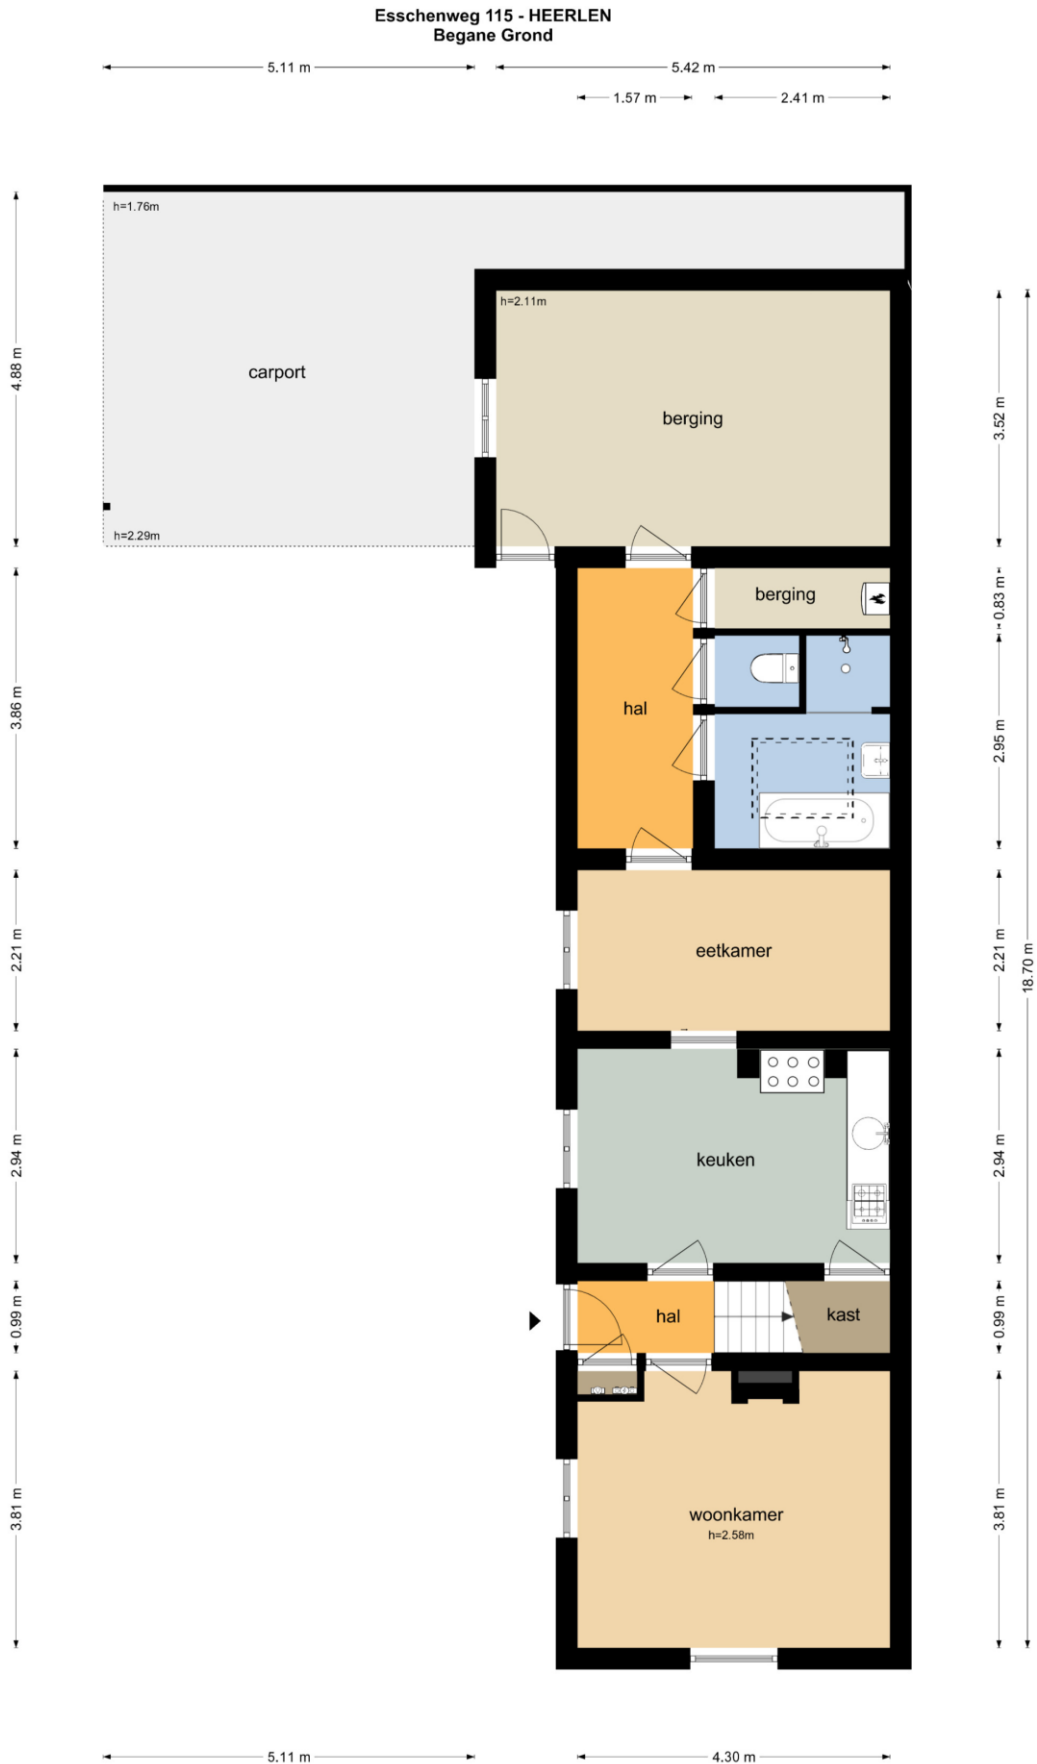 Esschenweg 115 - HEERLEN
Begane Grond
5.11 m
5.42 m
1.57 m
2.41 m
h=1.76m
h=2.11m
4.88 m
carport
3.52 m
berging
h=2.29m
berging
0.83 m
3.86 m
hal
2.95 m
18.70 m
2.21 m
eetkamer
2.21 m
2.94 m
keuken
2.94 m
0.99 m
hal
kast
0.99 m
3.81 m
woonkamer
h=2.58m
3.81 m
5.11 m
4.30 m